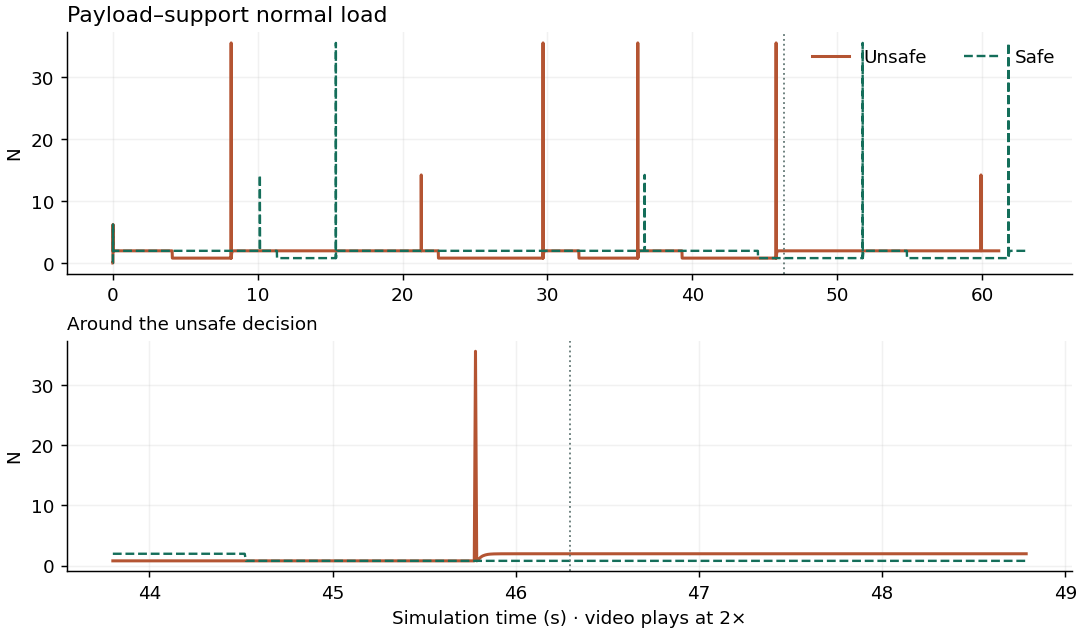 Payload–support normal load
Unsafe
Safe
N
30
20
10
0
0 10 20 30 40 50 60
Around the unsafe decision
N
30
20
10
0
44 45 46 47 48 49
Simulation time (s) · video plays at 2×